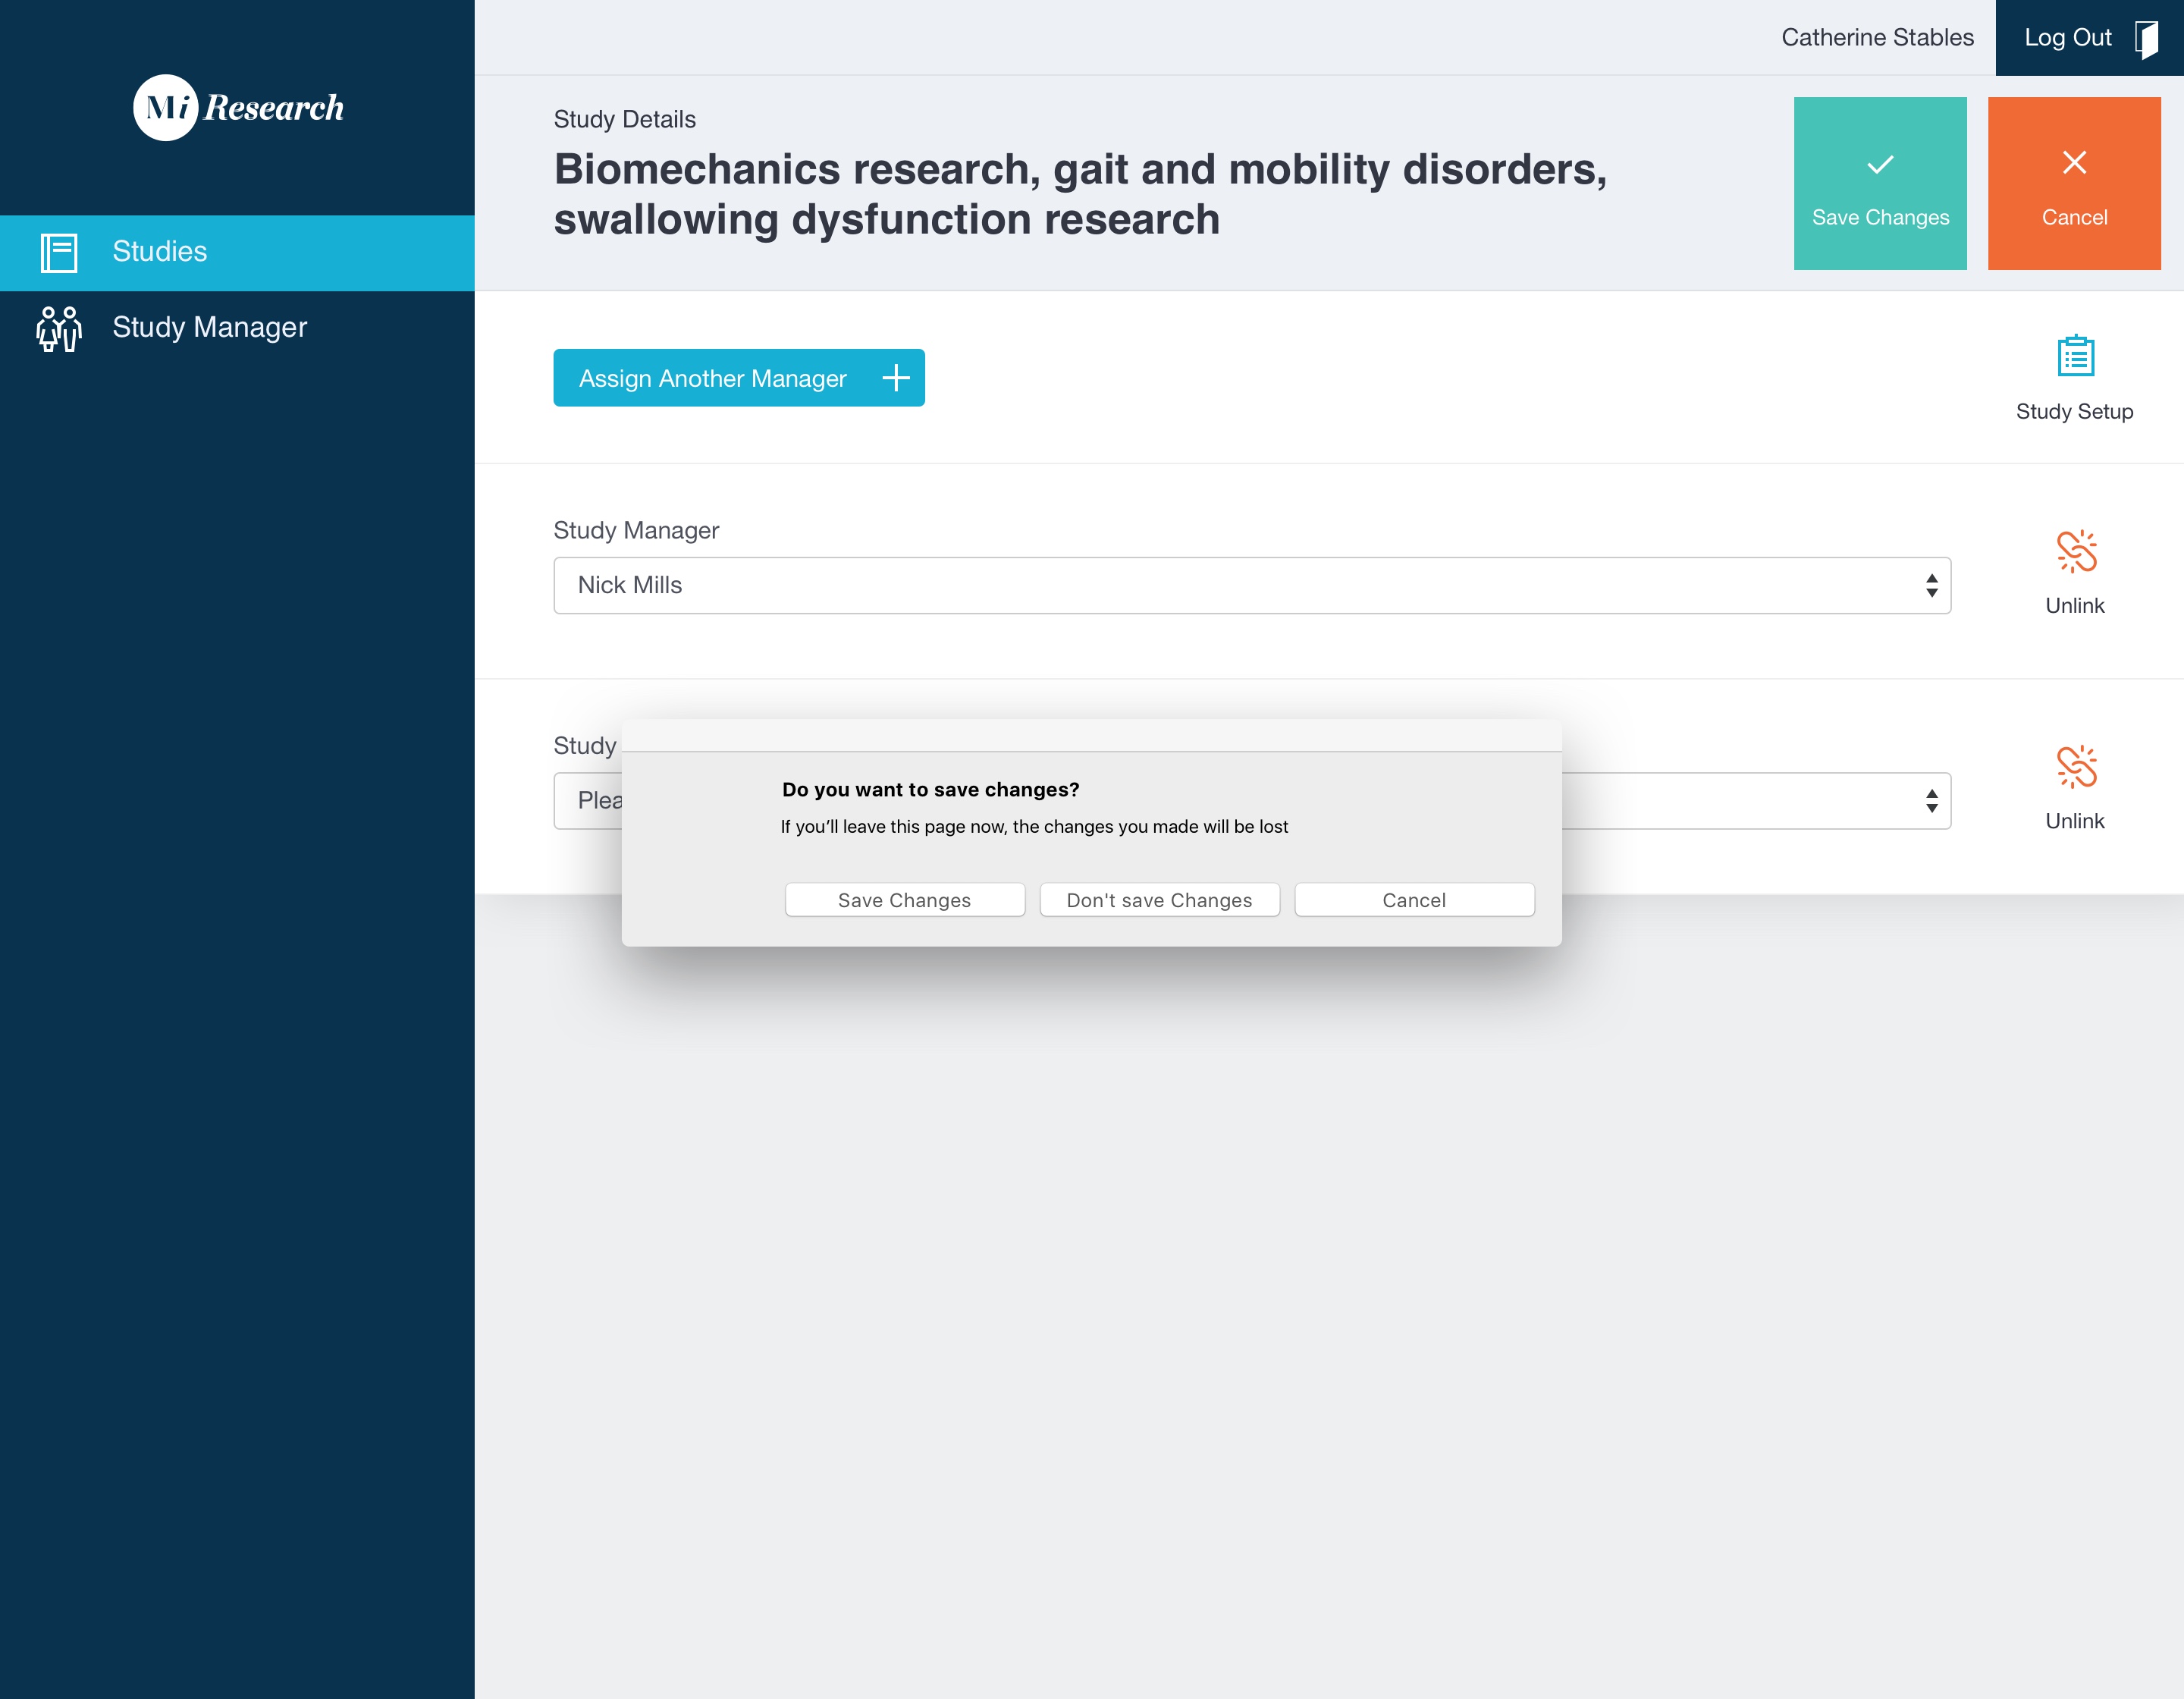 Catherine Stables
Log Out
Mi Research
Study Details
Biomechanics research, gait and mobility disorders,
swallowing dysfunction research
Save Changes
Cancel
Studies
Study Manager
Assign Another Manager
Study Setup
Study Manager
Nick Mills
Unlink
Study
Plea
Unlink
Do you want to save changes?
If you’ll leave this page now, the changes you made will be lost
Save Changes
Don't save Changes
Cancel